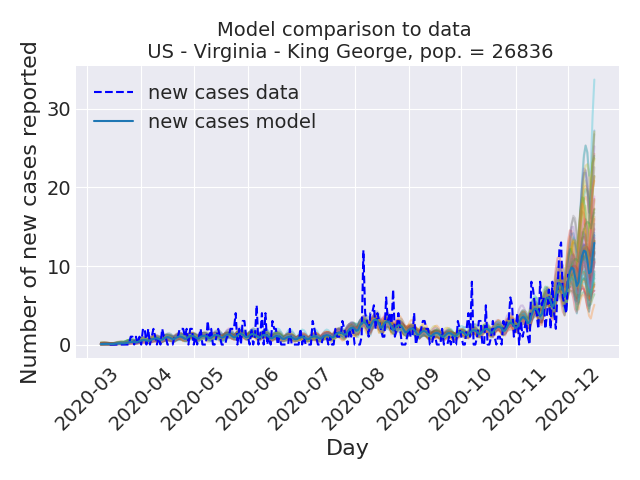 Model comparison to data
US - Virginia - King George, pop. = 26836
Number of new cases reported
new cases data
new cases model
30
20
10
0
2020-03
2020-04
2020-05
2020-06
2020-07
2020-08
2020-09
2020-10
2020-11
2020-12
Day